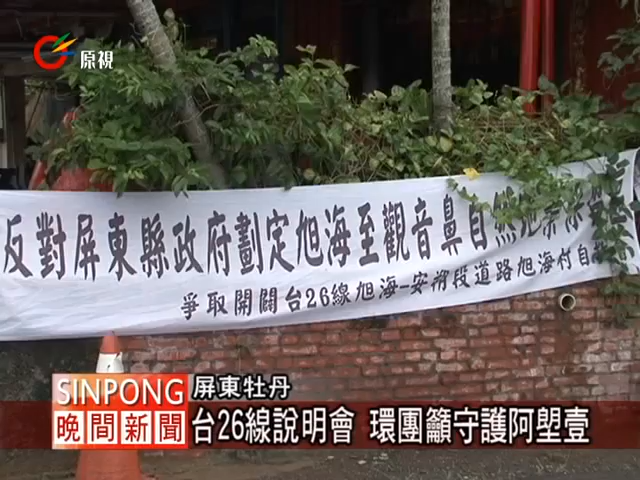 原視
反對屏東縣政府劃定旭海至觀音鼻自然地景保
爭取開闢台26線旭海-安朔段道路旭海村自
SINPONG
晚間新聞
屏東牡丹
台26線說明會 環團籲守護阿塱壹